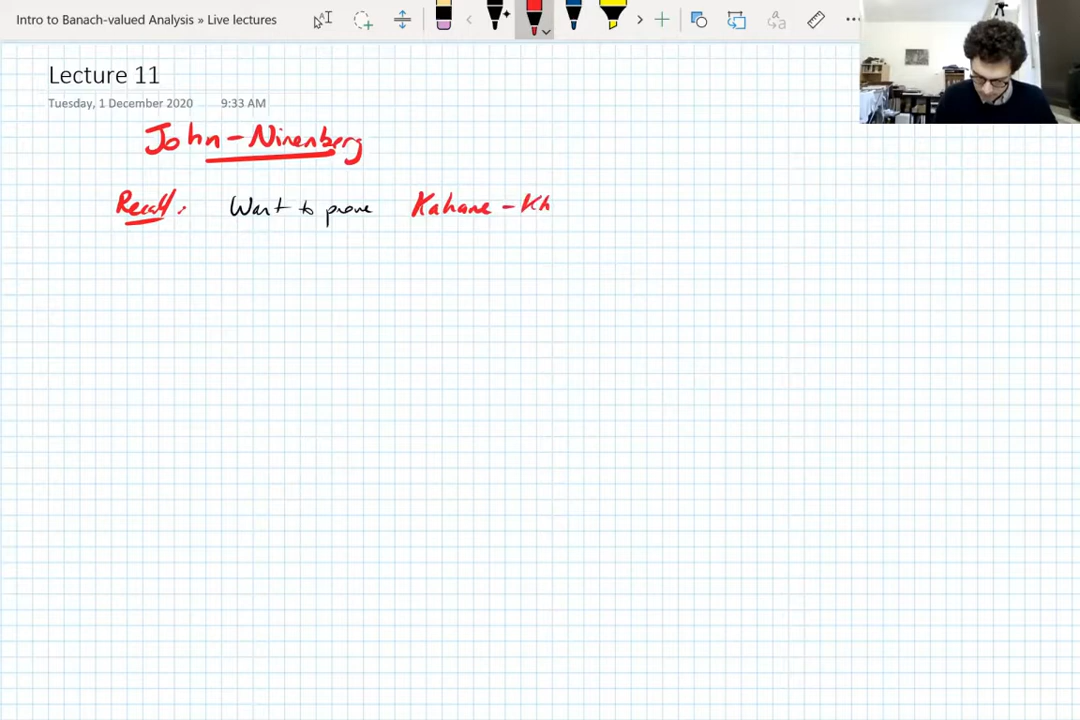 Intro to Banach-valued Analysis » Live lectures
Lecture 11
Tuesday, 1 December 2020 9:33 AM
John-Nirenberg
Recall: Want to prove Kahane-Kh